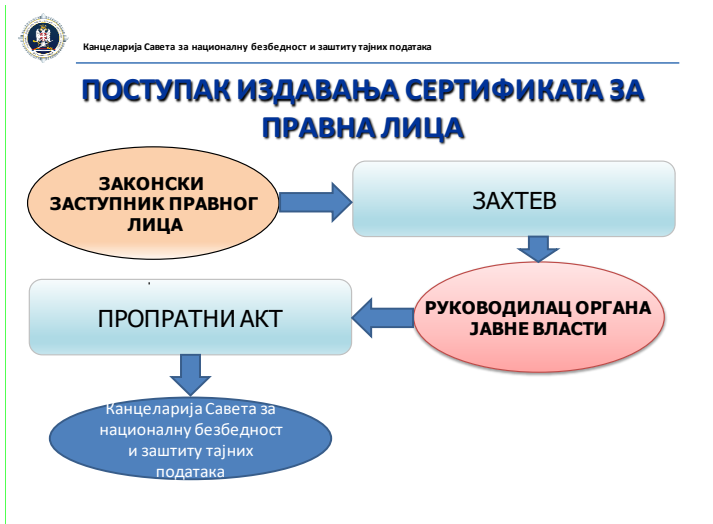 Канцеларија Савета за националну безбедност и заштиту тајних података
ПОСТУПАК ИЗДАВАЊА СЕРТИФИКАТА ЗА
ПРАВНА ЛИЦА
ЗАКОНСКИ
ЗАСТУПНИК ПРАВНОГ
ЛИЦА
ЗАХТЕВ
РУКОВОДИЛАЦ ОРГАНА
ЈАВНЕ ВЛАСТИ
ПРОПРАТНИ АКТ
Канцеларија Савета за
националну безбедност
и заштиту тајних
података